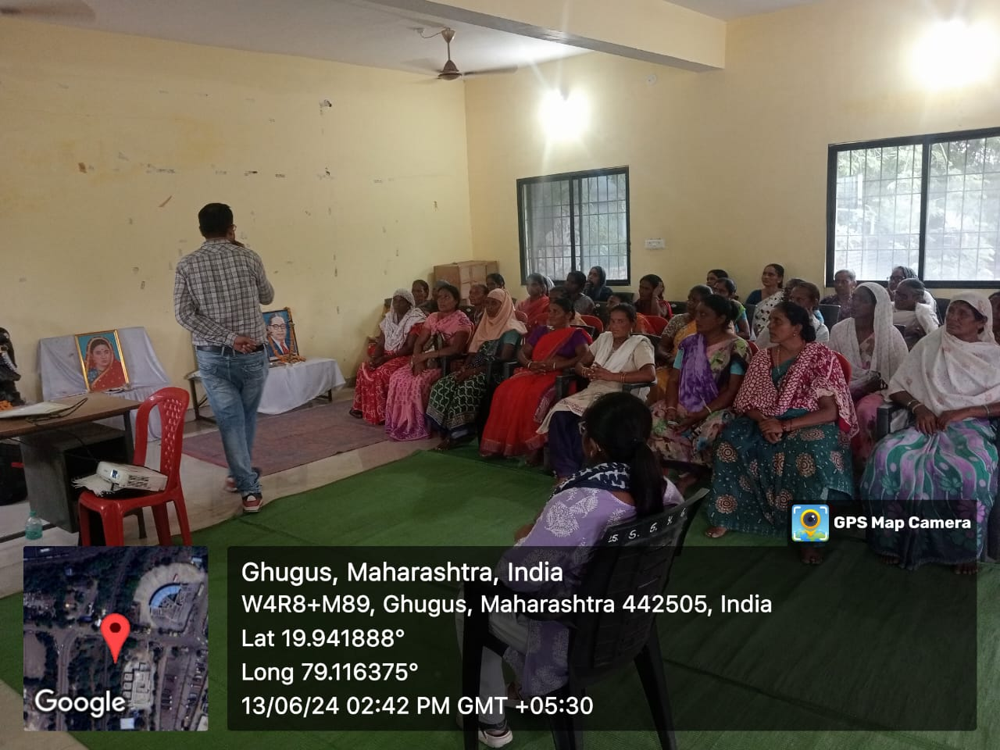 GPS Map Camera
Ghugus, Maharashtra, India
W4R8+M89, Ghugus, Maharashtra 442505, India
Lat 19.941888°
Long 79.116375°
13/06/24 02:42 PM GMT +05:30
Google